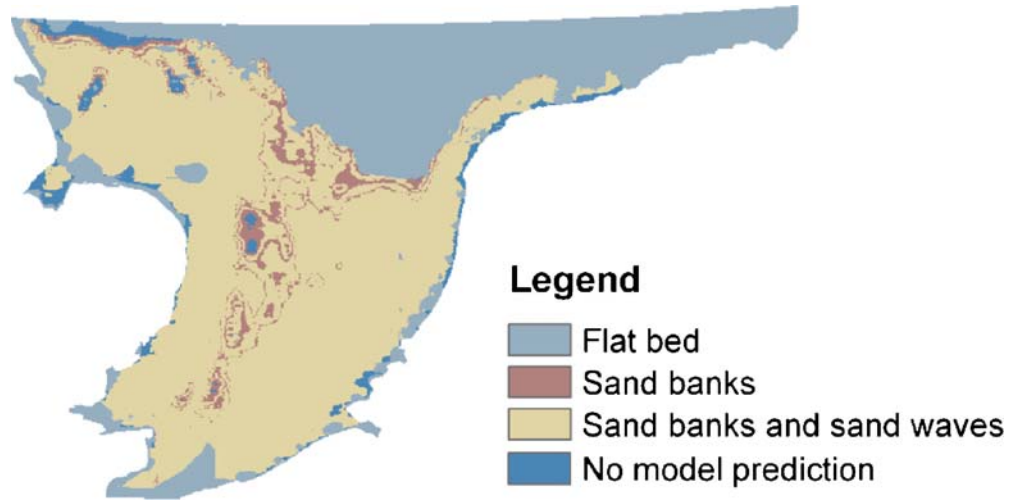 Legend
Flat bed
Sand banks
Sand banks and sand waves
No model prediction